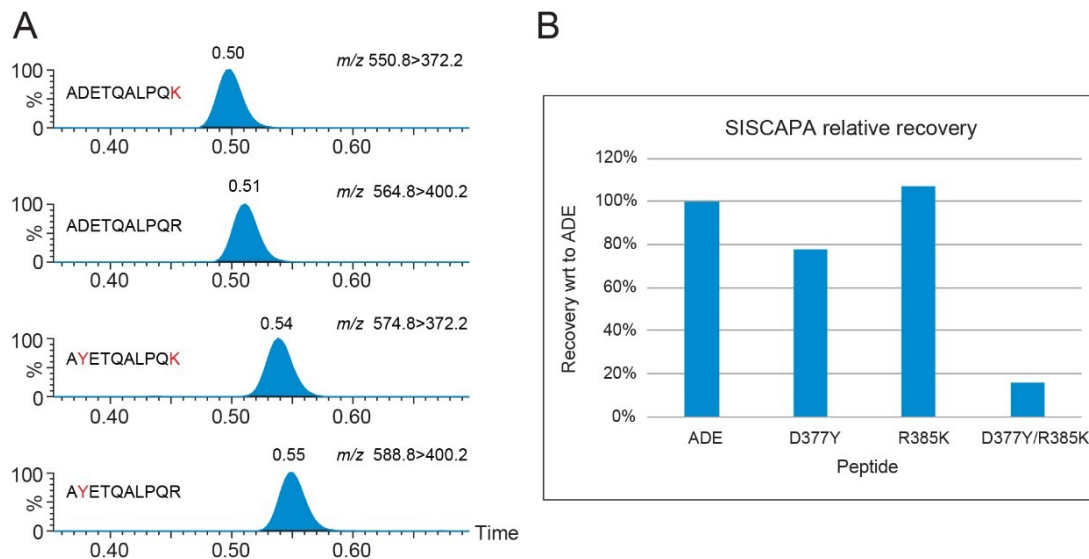 A
0.50
m/z 550.8>372.2
ADETQALPQK
100
%
0
0.40 0.50 0.60
0.51
m/z 564.8>400.2
ADETQALPQR
100
%
0
0.40 0.50 0.60
0.54
m/z 574.8>372.2
AYETQALPQK
100
%
0
0.40 0.50 0.60
0.55
m/z 588.8>400.2
AYETQALPQR
100
%
0
Time
0.40 0.50 0.60
B
SISCAPA relative recovery
Recovery wrt to ADE
120%
100%
80%
60%
40%
20%
0%
ADE D377Y R385K D377Y/R385K
Peptide